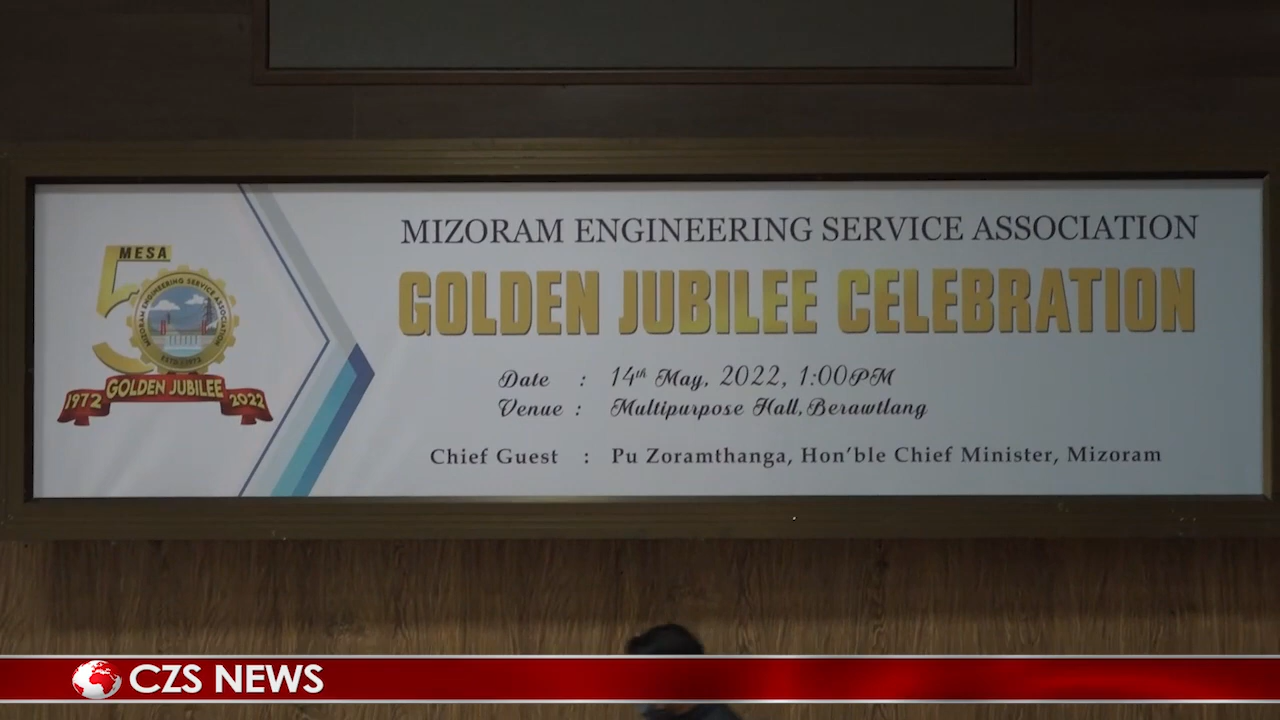 MESA
50
MIZORAM ENGINEERING SERVICE ASSOCIATION
ESTD:1972
GOLDEN JUBILEE
1972
2022
MIZORAM ENGINEERING SERVICE ASSOCIATION
GOLDEN JUBILEE CELEBRATION
Date : 14th May, 2022, 1:00PM
Venue : Multipurpose Hall, Berawtlang
Chief Guest : Pu Zoramthanga, Hon'ble Chief Minister, Mizoram
CZS NEWS